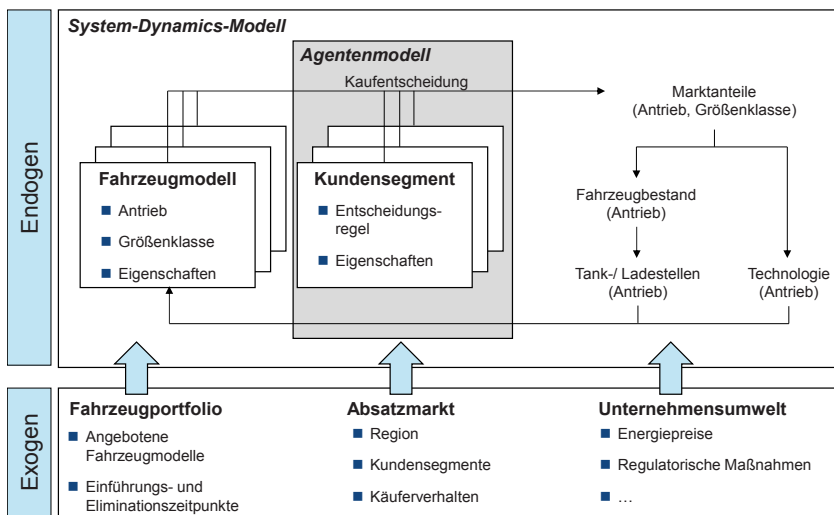 System-Dynamics-Modell
Agentenmodell
Kaufentscheidung
Marktanteile
(Antrieb, Größenklasse)
Fahrzeugmodell
Antrieb
Größenklasse
Eigenschaften
Kundensegment
Entscheidungs-
regel
Eigenschaften
Fahrzeugbestand
(Antrieb)
Tank-/ Ladestellen
(Antrieb)
Technologie
(Antrieb)
Endogen
Exogen
Fahrzeugportfolio
Angebotene
Fahrzeugmodelle
Einführungs- und
Eliminationszeitpunkte
Absatzmarkt
Region
Kundensegmente
Käuferverhalten
Unternehmensumwelt
Energiepreise
Regulatorische Maßnahmen
…